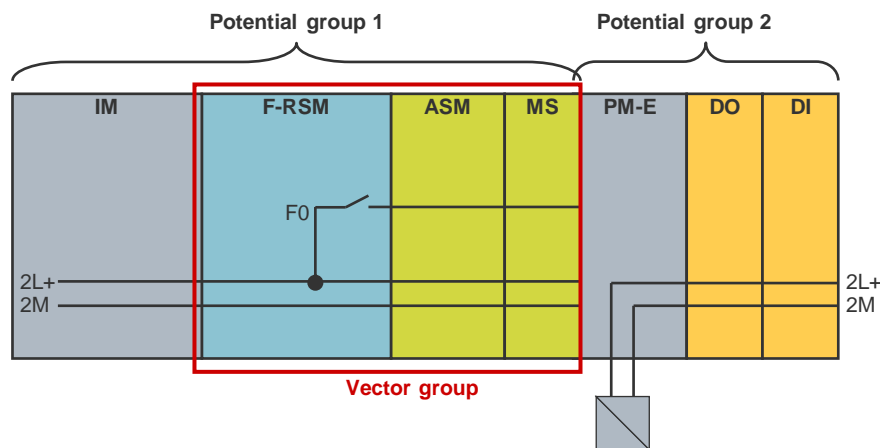 Potential group 1
Potential group 2
IM
F-RSM
ASM
MS
PM-E
DO
DI
F0
2L+
2M
2L+
2M
Vector group